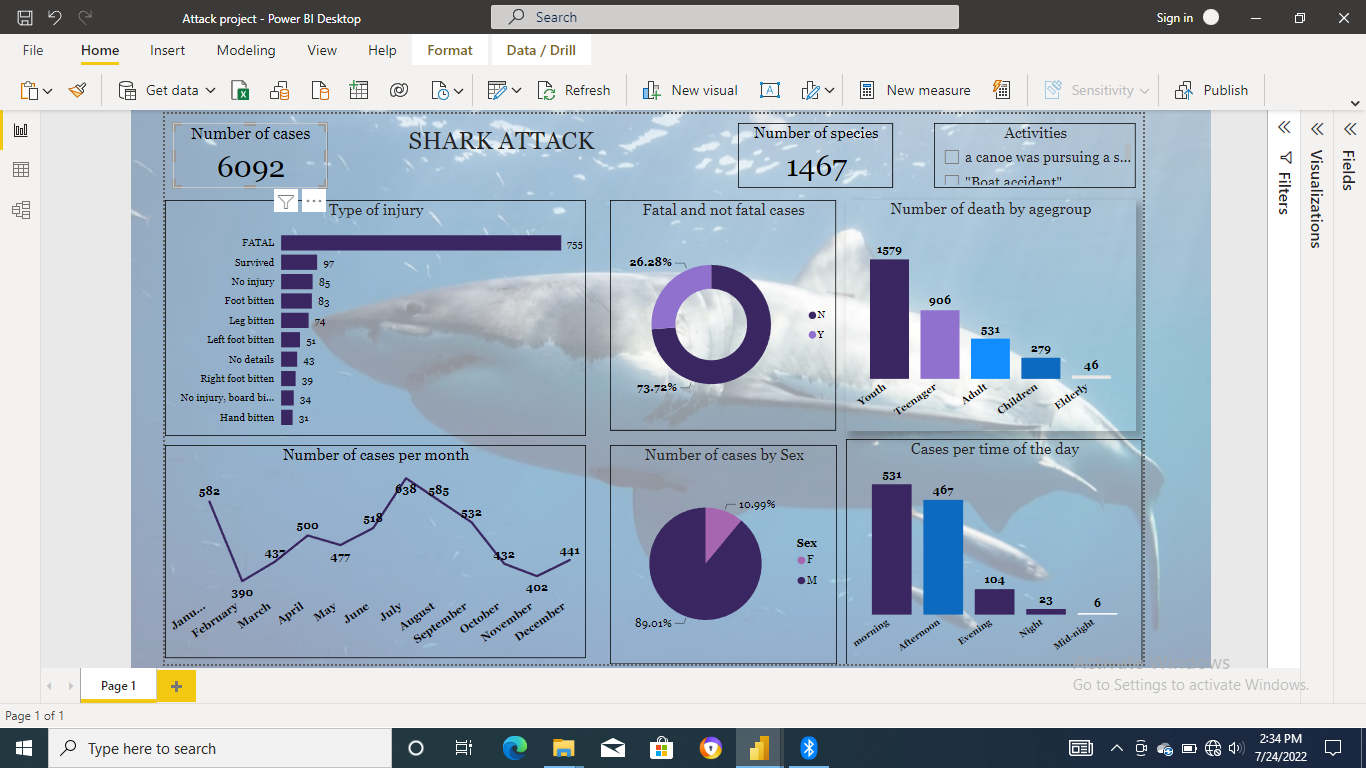 Attack project - Power BI Desktop
Search
Sign in
File
Home
Insert
Modeling
View
Help
Format
Data / Drill
Get data
Refresh
New visual
New measure
Sensitivity
Publish
Number of cases
6092
SHARK ATTACK
Number of species
1467
Activities
a canoe was pursuing a s...
"Boat accident"
Filters
Visualizations
Fields
Type of injury
FATAL 755
Survived 97
No injury 85
Foot bitten 83
Leg bitten 74
Left foot bitten 51
No details 43
Right foot bitten 39
No injury, board bi... 34
Hand bitten 31
Fatal and not fatal cases
26.28%
73.72%
N
Y
Number of death by agegroup
1579
906
531
279
46
Youth
Teenager
Adult
Children
Elderly
Number of cases per month
582
390
437
500
477
518
638
585
532
432
402
441
Janu...
February
March
April
May
June
July
August
September
October
November
December
Number of cases by Sex
10.99%
89.01%
Sex
F
M
Cases per time of the day
531
467
104
23
6
morning
Afternoon
Evening
Night
Mid-night
Activate Windows
Go to Settings to activate Windows.
Page 1
Page 1 of 1
Type here to search
2:34 PM
7/24/2022